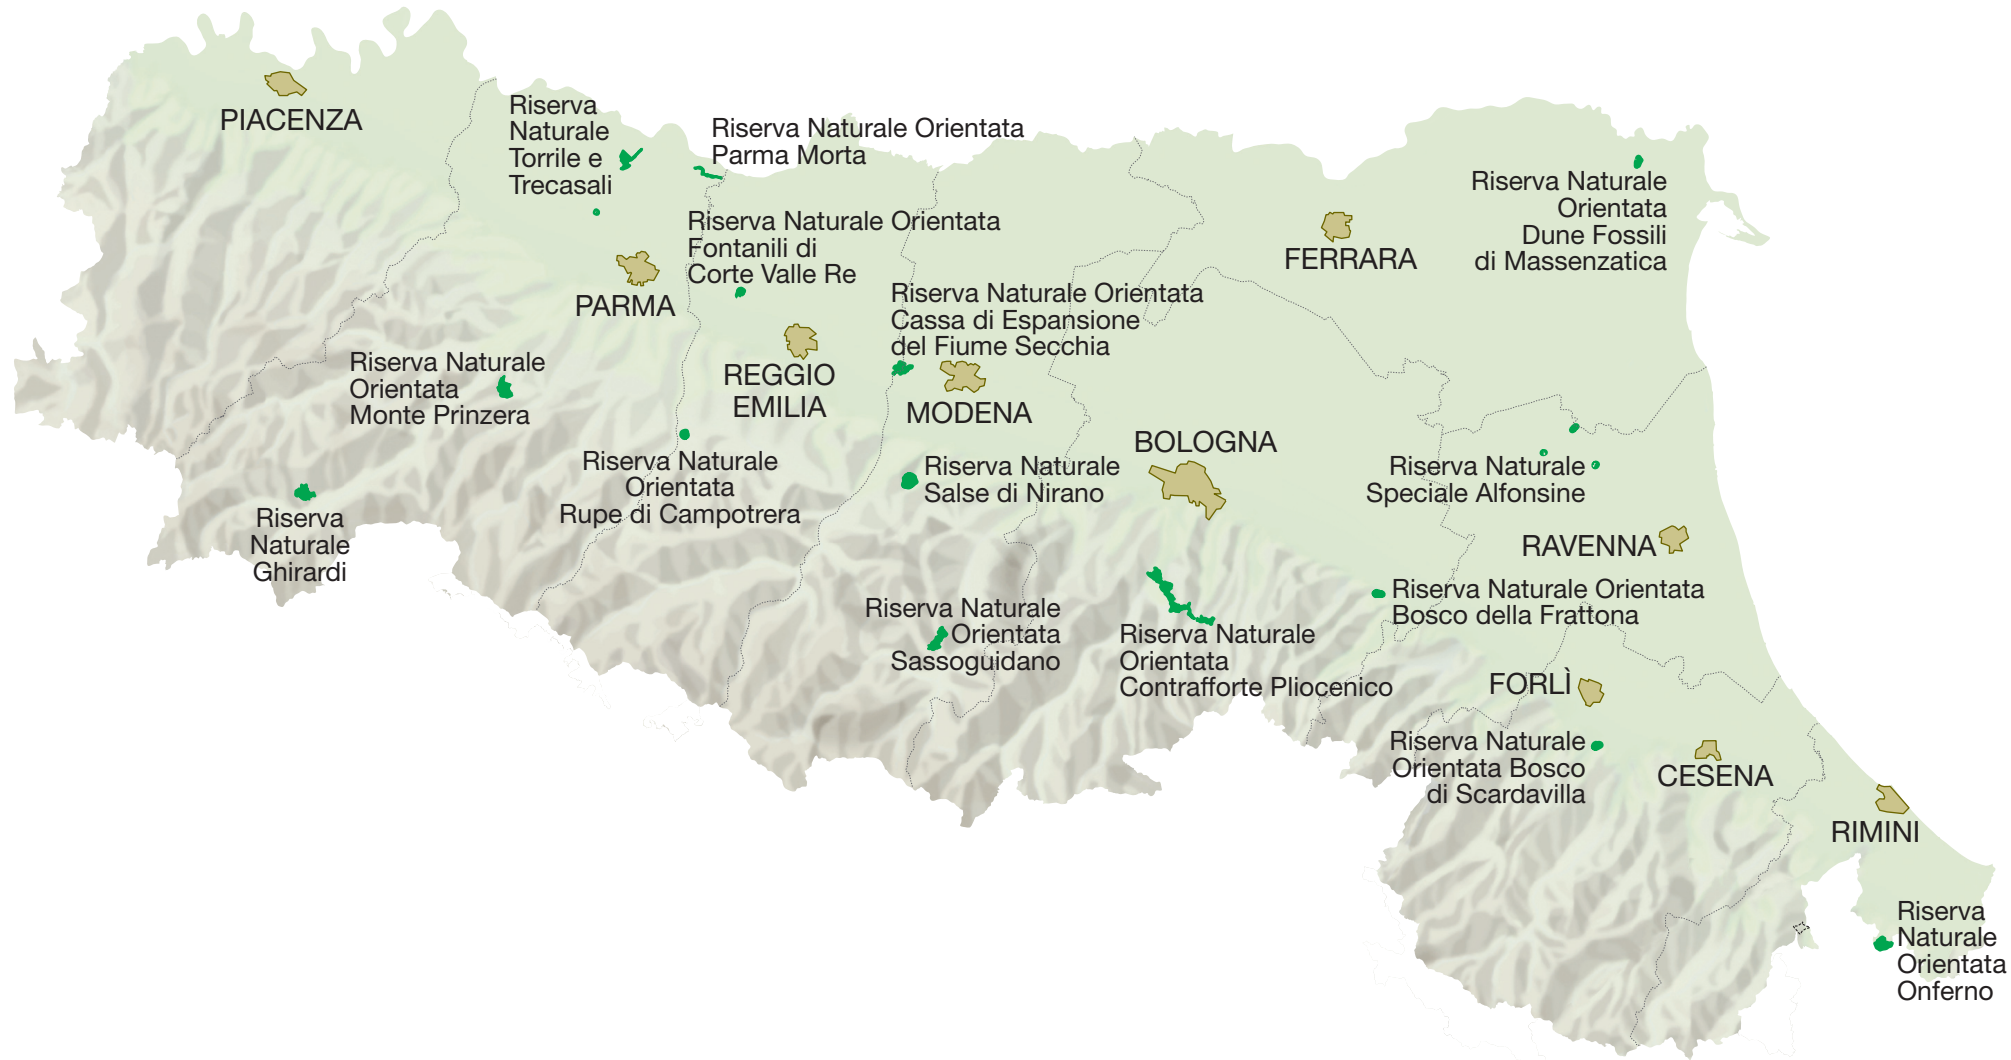 PIACENZA
Riserva
Naturale
Torrile e
Trecasali
Riserva Naturale Orientata
Parma Morta
Riserva Naturale
Orientata
Dune Fossili
di Massenzatica
Riserva Naturale Orientata
Fontanili di
Corte Valle Re
FERRARA
PARMA
Riserva Naturale Orientata
Cassa di Espansione
del Fiume Secchia
Riserva Naturale
Orientata
Monte Prinzera
REGGIO
EMILIA
MODENA
BOLOGNA
Riserva Naturale
Orientata
Rupe di Campotrera
Riserva Naturale
Salse di Nirano
Riserva Naturale
Speciale Alfonsine
Riserva
Naturale
Ghirardi
RAVENNA
Riserva Naturale Orientata
Bosco della Frattona
Riserva Naturale
Orientata
Sassoguidano
Riserva Naturale
Orientata
Contrafforte Pliocenico
FORLÌ
Riserva Naturale
Orientata Bosco
di Scardavilla
CESENA
RIMINI
Riserva
Naturale
Orientata
Onferno